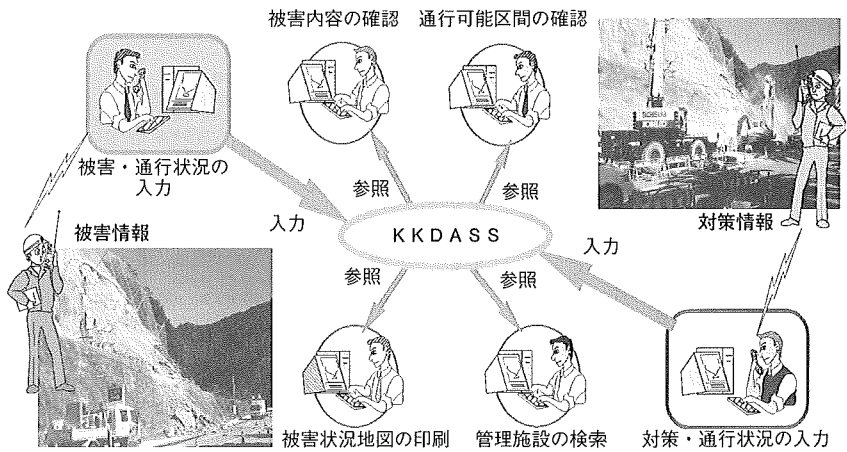 被害内容の確認
通行可能区間の確認
被害・通行状況の
入力
参照
参照
対策情報
被害情報
入力
KKDASS
入力
参照
参照
被害状況地図の印刷
管理施設の検索
対策・通行状況の入力